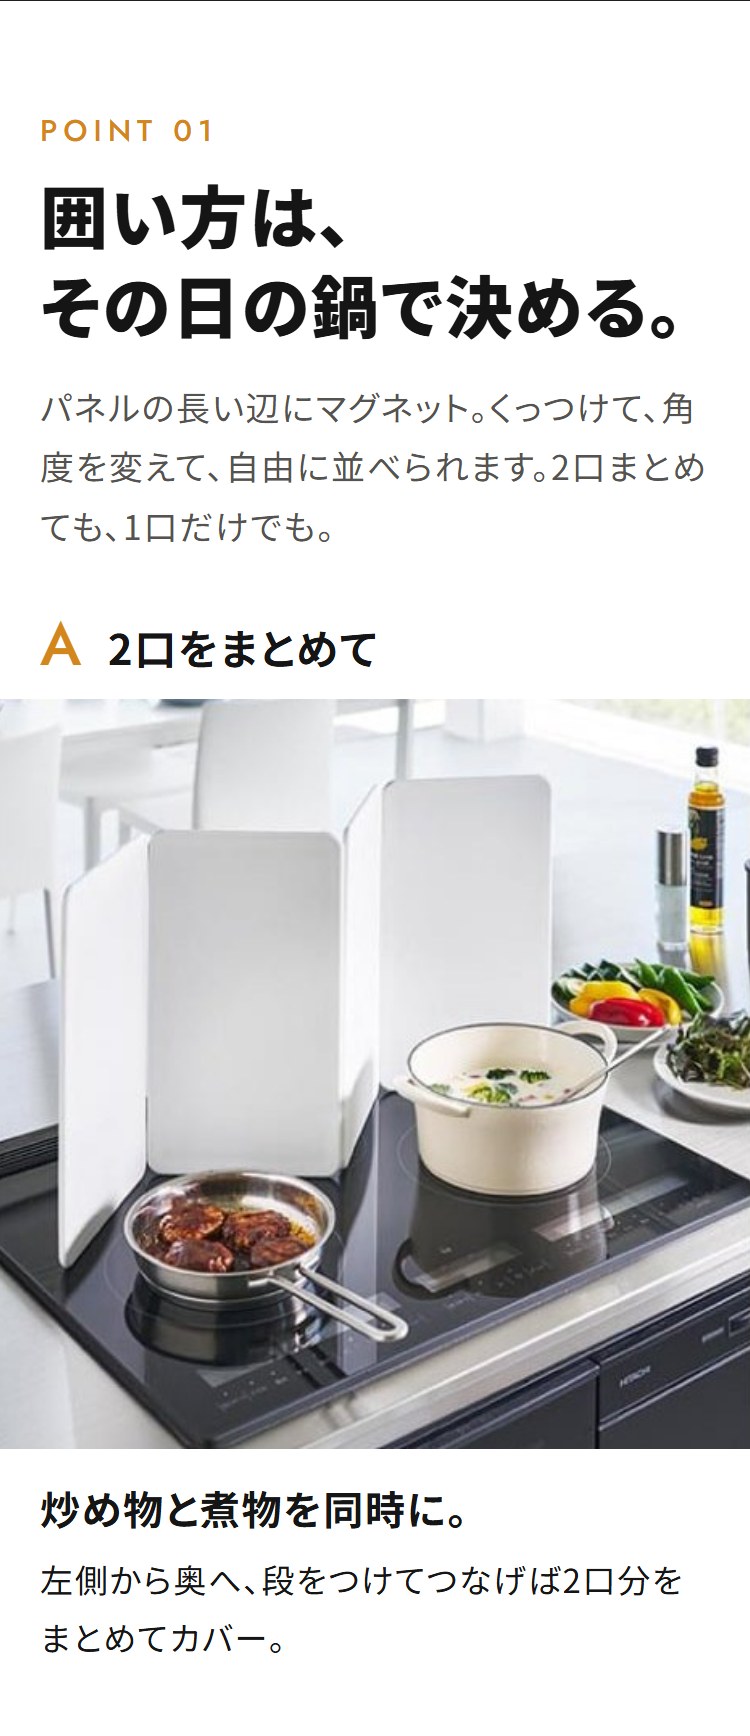 POINT 01
囲い方は、
その日の鍋で決める。
パネルの長い辺にマグネット。くっつけて、角
度を変えて、自由に並べられます。2口まとめ
ても、1口だけでも。
A 2口をまとめて
HITACHI
炒め物と煮物を同時に。
左側から奥へ、段をつけてつなげば2口分を
まとめてカバー。